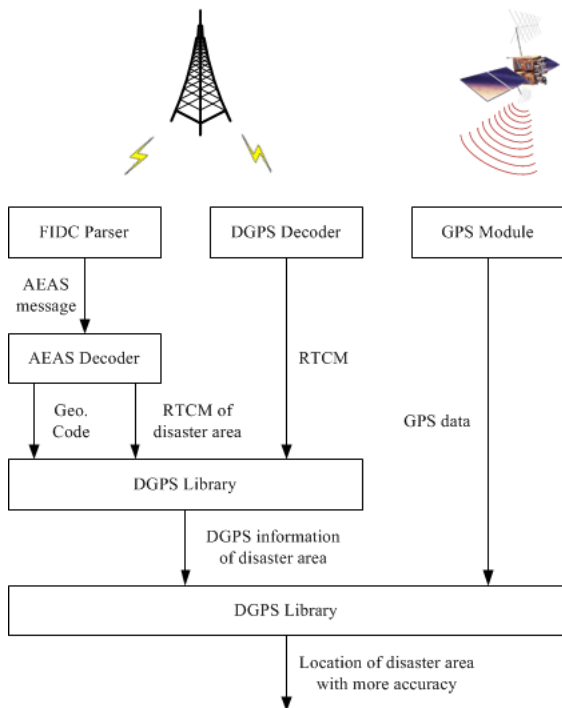 FIDC Parser
DGPS Decoder
GPS Module
AEAS
message
AEAS Decoder
RTCM
Geo.
Code
RTCM of
disaster area
GPS data
DGPS Library
DGPS information
of disaster area
DGPS Library
Location of disaster area
with more accuracy